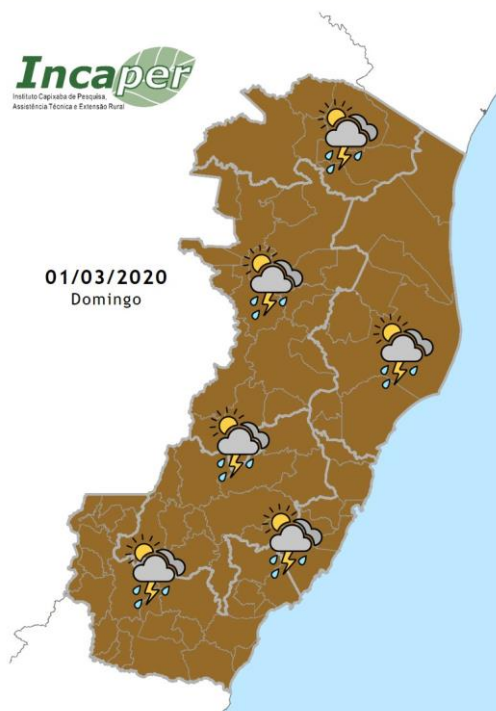 Incaper
Instituto Capixaba de Pesquisa,
Assistência Técnica e Extensão Rural
01/03/2020
Domingo